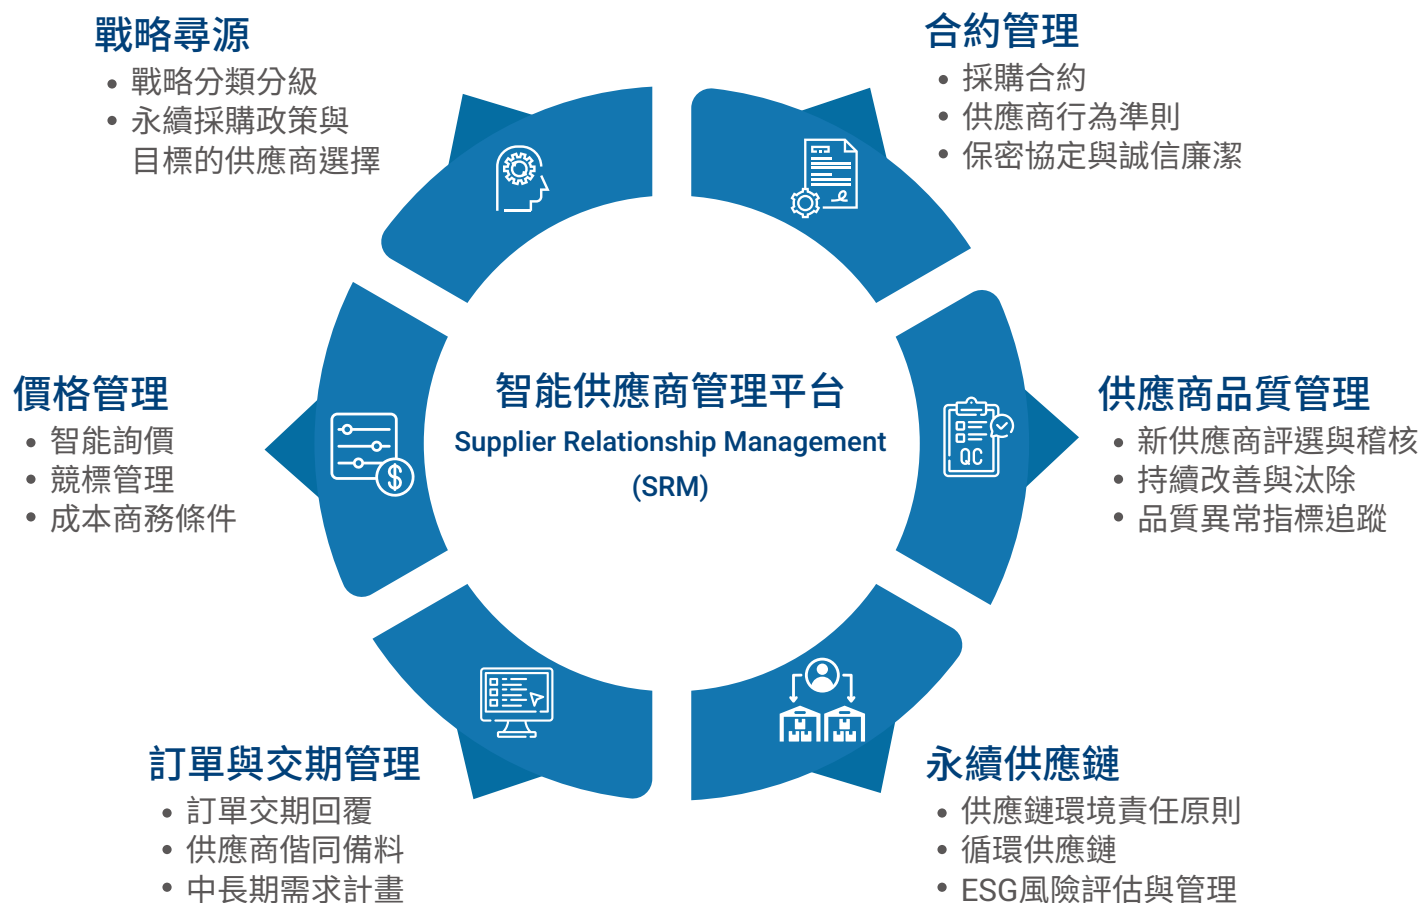 戰略尋源
戰略分類分級
永續採購政策與
目標的供應商選擇
合約管理
採購合約
供應商行為準則
保密協定與誠信廉潔
價格管理
智能詢價
競標管理
成本商務條件
智能供應商管理平台
Supplier Relationship Management
(SRM)
QC
供應商品質管理
新供應商評選與稽核
持續改善與汰除
品質異常指標追蹤
訂單與交期管理
訂單交期回覆
供應商偕同備料
中長期需求計畫
永續供應鏈
供應鏈環境責任原則
循環供應鏈
ESG風險評估與管理